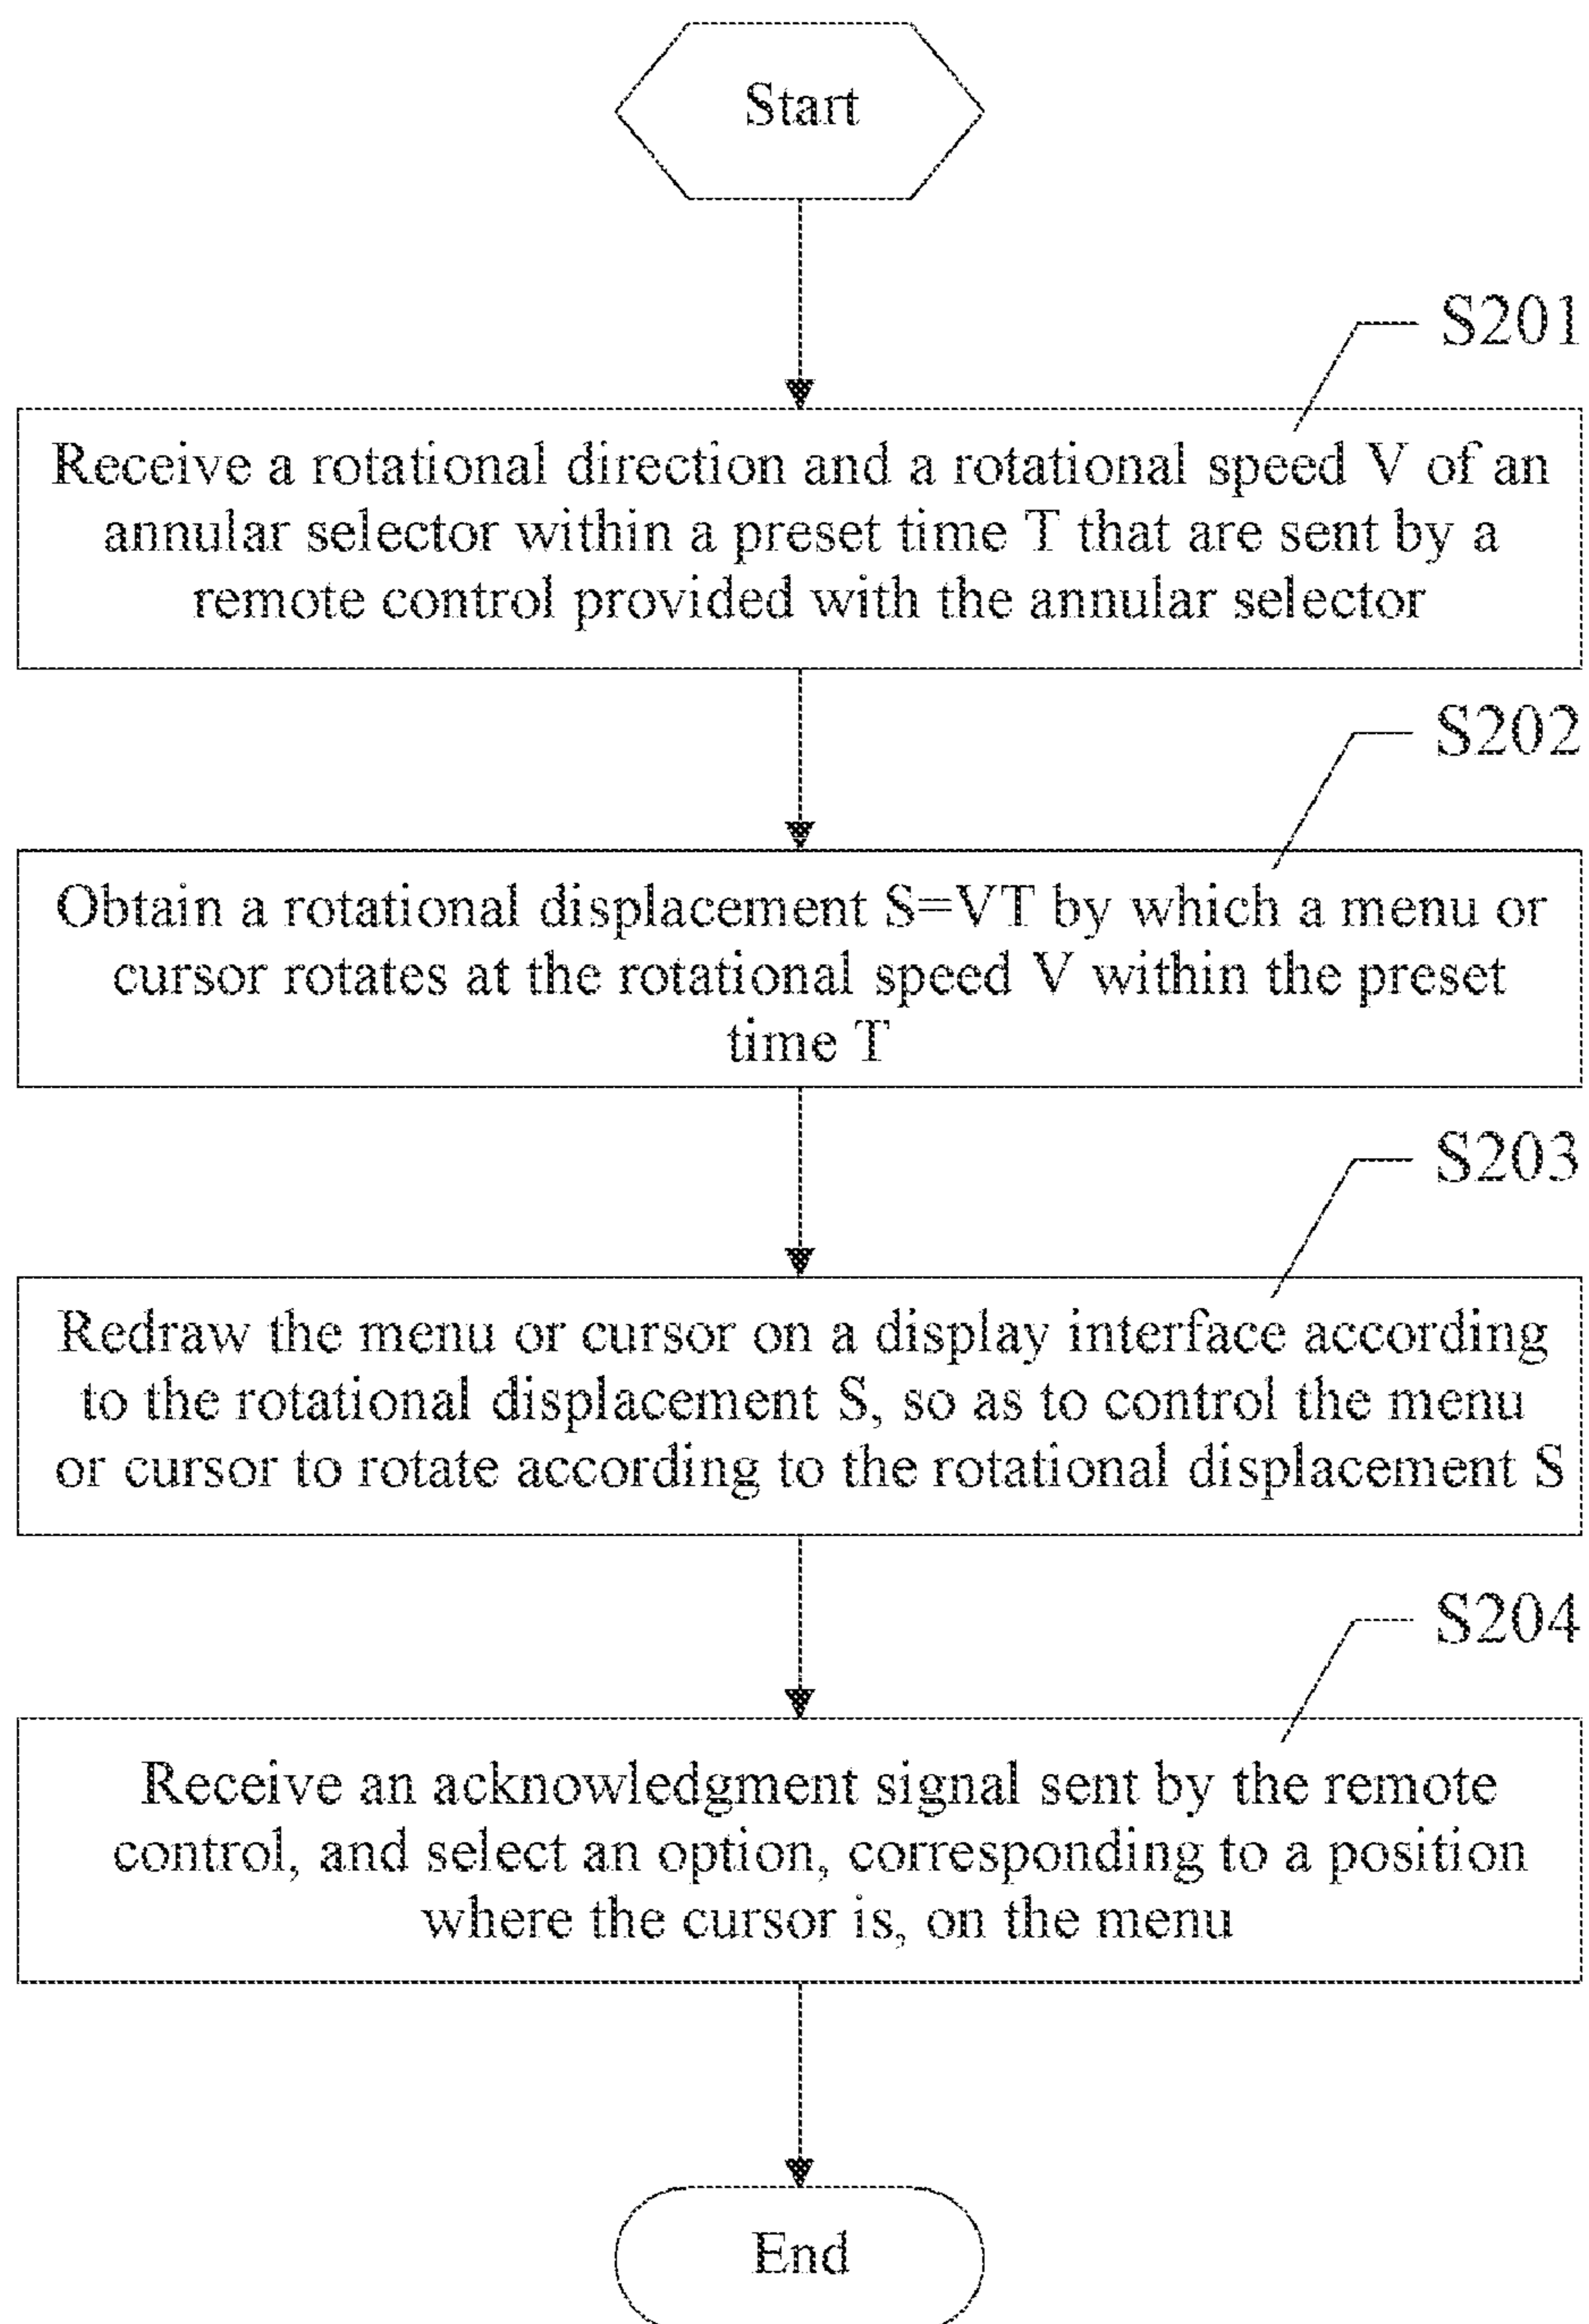 Start
S201
Receive a rotational direction and a rotational speed V of an
annular selector within a preset time T that are sent by a
remote control provided with the annular selector
S202
Obtain a rotational displacement S=VT by which a menu or
cursor rotates at the rotational speed V within the preset
time T
S203
Redraw the menu or cursor on a display interface according
to the rotational displacement S, so as to control the menu
or cursor to rotate according to the rotational displacement S
S204
Receive an acknowledgment signal sent by the remote
control, and select an option, corresponding to a position
where the cursor is, on the menu
End